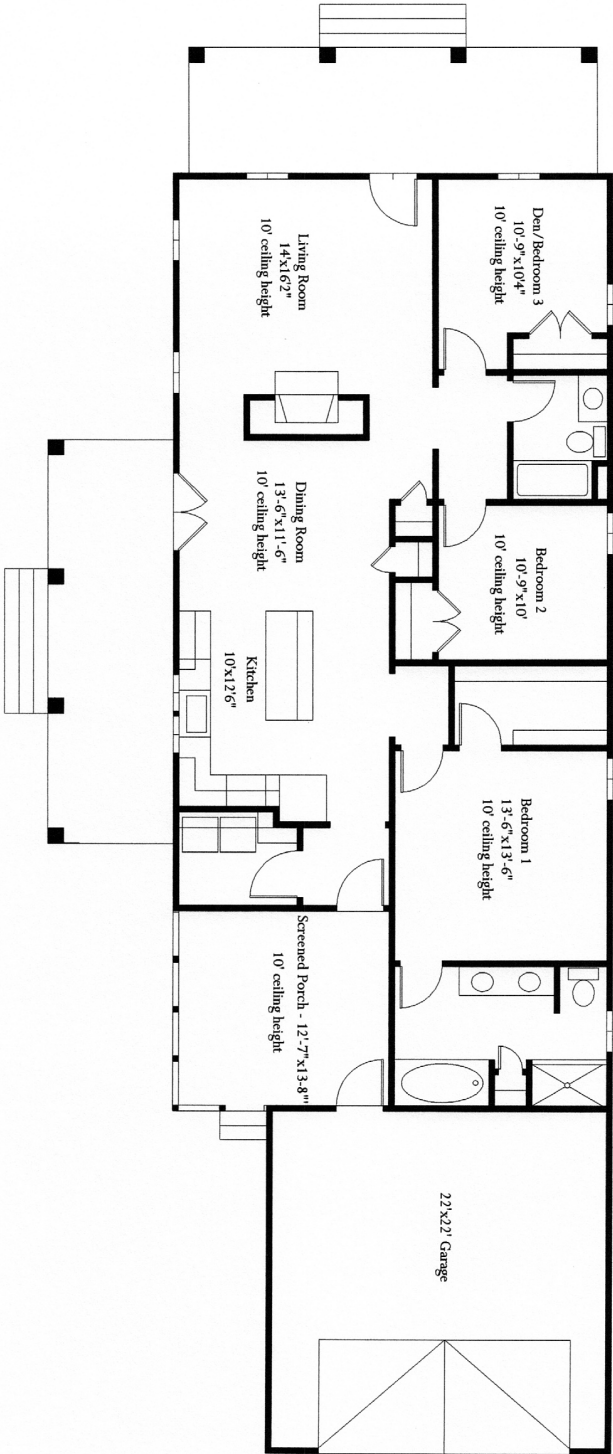 Den/Bedroom 3
10'-9"x10'4"
10' ceiling height
Living Room
14'x16'2"
10' ceiling height
Dining Room
13'-6"x11'-6"
10' ceiling height
Bedroom 2
10'-9"x10'
10' ceiling height
Kitchen
10'x12'6"
Bedroom 1
13'-6"x13'-6"
10' ceiling height
Screened Porch - 12'-7"x13-8"'
10' ceiling height
22'x22' Garage